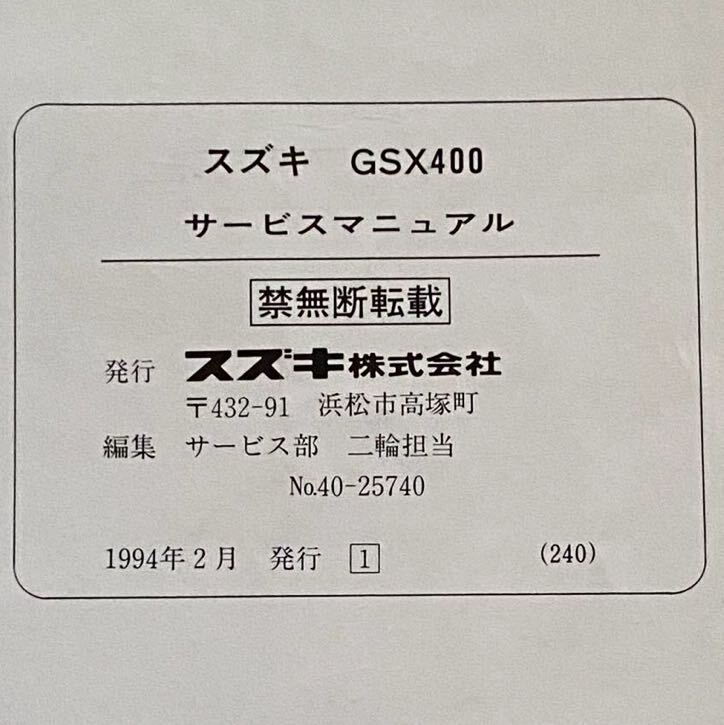 スズキ GSX400
サービスマニュアル
禁無断転載
発行 スズキ株式会社
〒432-91 浜松市高塚町
編集 サービス部 二輪担当
No.40-25740
1994年2月 発行 1 (240)